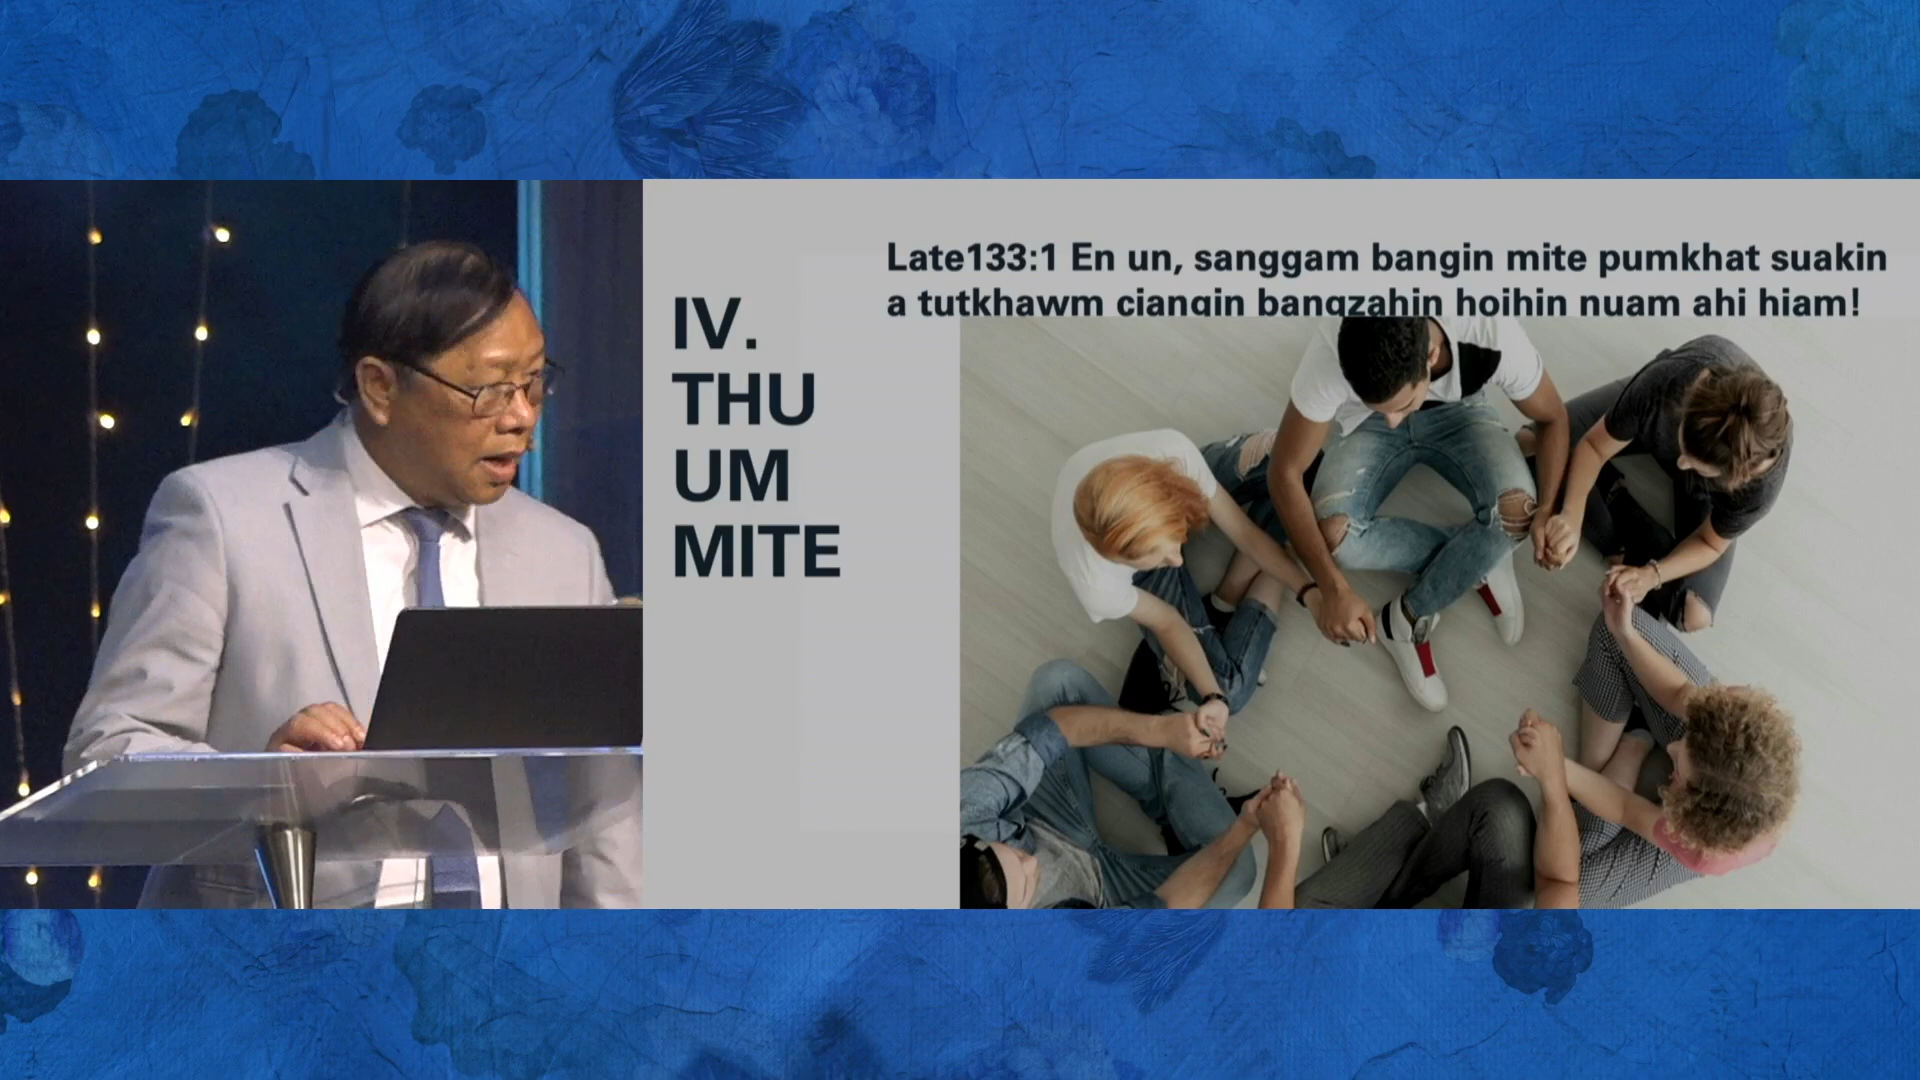 IV.
THU
UM
MITE
Late133:1 En un, sanggam bangin mite pumkhat suakin
a tutkhawm ciangin bangzahin hoihin nuam ahi hiam!